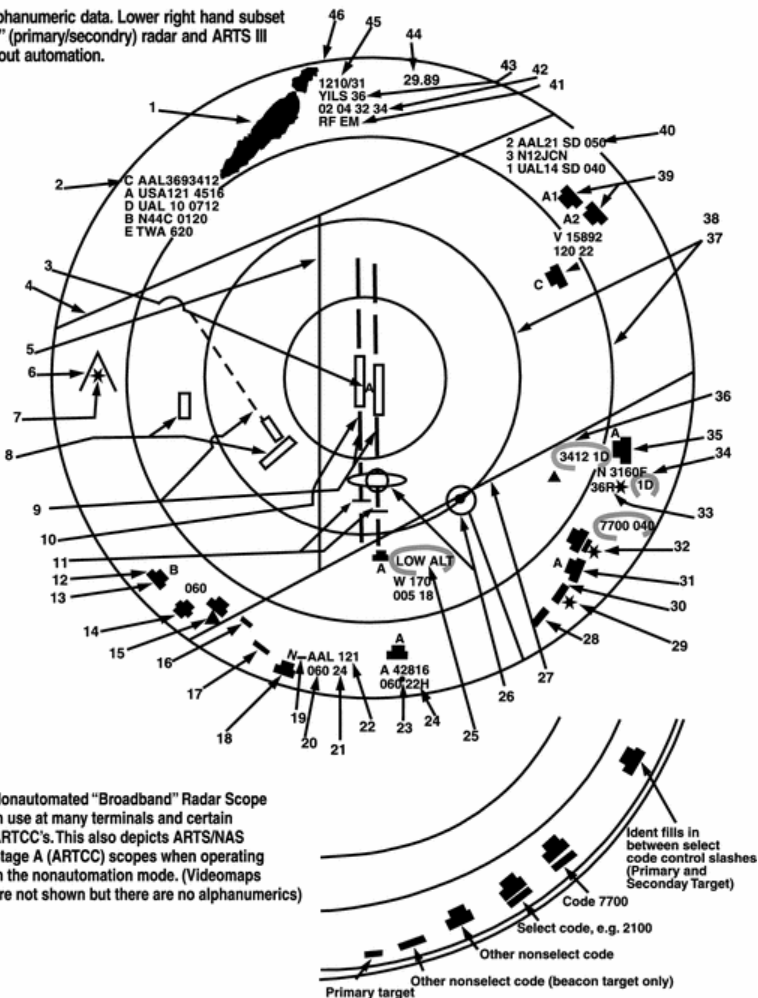 phanumeric data. Lower right hand subset
" (primary/secondry) radar and ARTS III
out automation.
46
45
44
43
42
41
1210/31
29.89
YILS 36
02 04 32 34
RF EM
1
40
2 AAL21 SD 050
3 N12JCN
1 UAL14 SD 040
39
2
C AAL3693412
A USA121 4516
D UAL 10 0712
B N44C 0120
E TWA 620
A1
A2
38
V 15892
120 22
37
3
C
4
5
6
A
7
36
A
35
8
3412 1D
34
N 3160F
36R
1D
33
9
7700 040
10
32
11
LOW ALT
A
A
31
12
B
W 170
005 18
13
060
30
14
29
15
28
16
A
27
N
AAL 121
17
060 24
A 42816
060 22H
26
18
19
20
21
22
23
24
25
Nonautomated "Broadband" Radar Scope
n use at many terminals and certain
ARTCC's. This also depicts ARTS/NAS
tage A (ARTCC) scopes when operating
n the nonautomation mode. (Videomaps
re not shown but there are no alphanumerics)
Ident fills in
between select
code control slashes
(Primary and
Seconday Target)
Code 7700
Select code, e.g. 2100
Other nonselect code
Other nonselect code (beacon target only)
Primary target